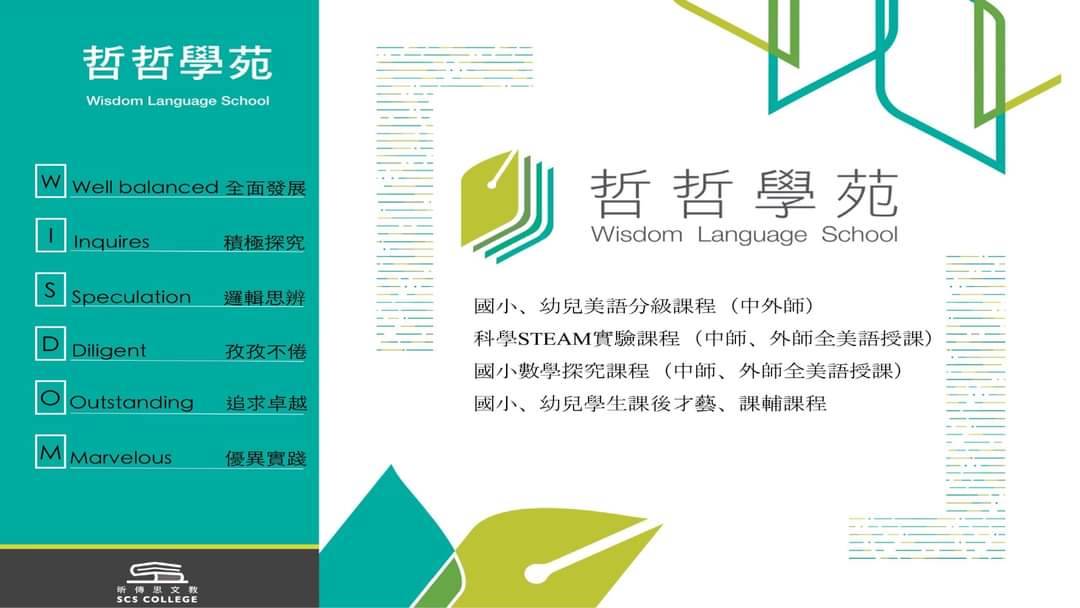 哲哲學苑
Wisdom Language School
W Well balanced 全面發展
I Inquires 積極探究
S Speculation 邏輯思辨
D Diligent 孜孜不倦
O Outstanding 追求卓越
M Marvelous 優異實踐
昕傳思文教
SCS COLLEGE
哲哲學苑
Wisdom Language School
國小、幼兒美語分級課程（中外師）
科學STEAM實驗課程（中師、外師全美語授課）
國小數學探究課程（中師、外師全美語授課）
國小、幼兒學生課後才藝、課輔課程